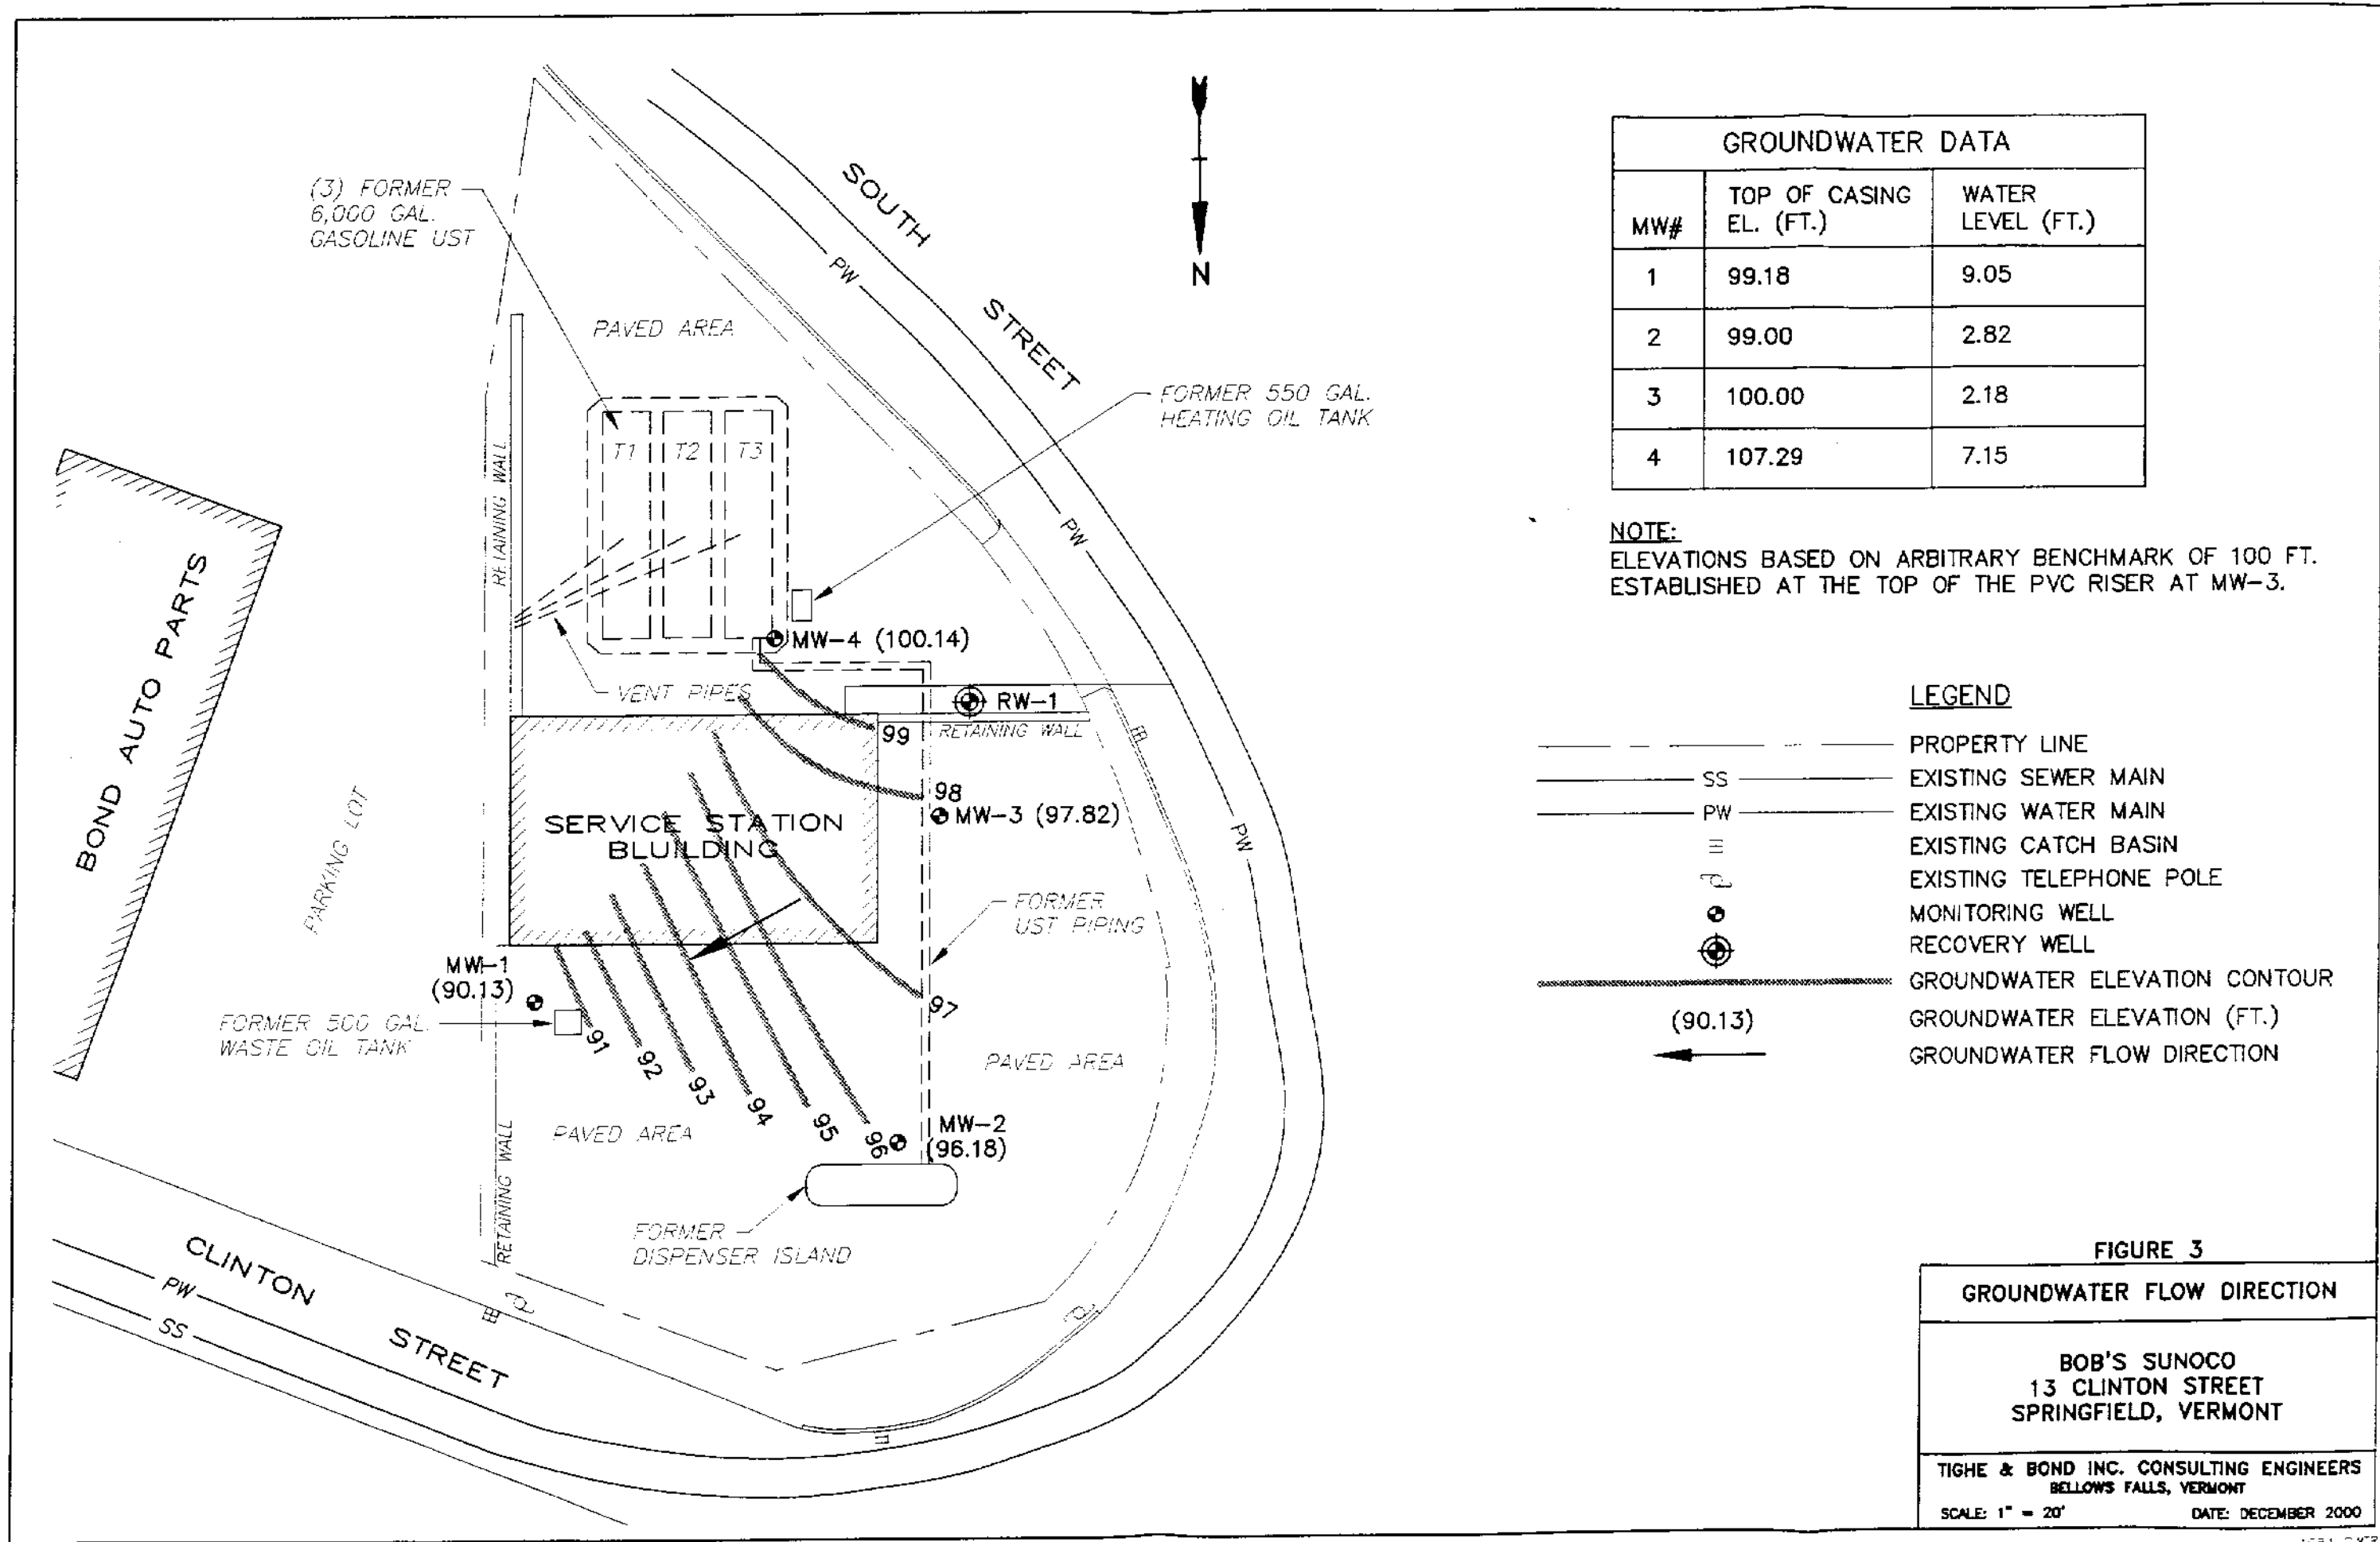 SOUTH
STREET
PW
PW
PW
(3) FORMER
6,000 GAL.
GASOLINE UST
PAVED AREA
N
FORMER 550 GAL.
HEATING OIL TANK
RETAINING WALL
T1 T2 T3
MW-4 (100.14)
VENT PIPES
RW-1
RETAINING WALL
99
98
MW-3 (97.82)
SERVICE STATION
BLUILDING
BOND AUTO PARTS
PARKING LOT
FORMER
UST PIPING
MW-1
(90.13)
97
FORMER 500 GAL.
WASTE OIL TANK
91
92
93
94
95
96
PAVED AREA
PAVED AREA
MW-2
(96.18)
RETAINING WALL
FORMER
DISPENSER ISLAND
CLINTON
STREET
PW
SS
GROUNDWATER DATA
MW# TOP OF CASING EL. (FT.) WATER LEVEL (FT.)
1 99.18 9.05
2 99.00 2.82
3 100.00 2.18
4 107.29 7.15
NOTE:
ELEVATIONS BASED ON ARBITRARY BENCHMARK OF 100 FT.
ESTABLISHED AT THE TOP OF THE PVC RISER AT MW-3.
LEGEND
PROPERTY LINE
SS EXISTING SEWER MAIN
PW EXISTING WATER MAIN
EXISTING CATCH BASIN
EXISTING TELEPHONE POLE
MONITORING WELL
RECOVERY WELL
GROUNDWATER ELEVATION CONTOUR
(90.13) GROUNDWATER ELEVATION (FT.)
GROUNDWATER FLOW DIRECTION
FIGURE 3
GROUNDWATER FLOW DIRECTION
BOB'S SUNOCO
13 CLINTON STREET
SPRINGFIELD, VERMONT
TIGHE & BOND INC. CONSULTING ENGINEERS
BELLOWS FALLS, VERMONT
SCALE: 1" = 20' DATE: DECEMBER 2000